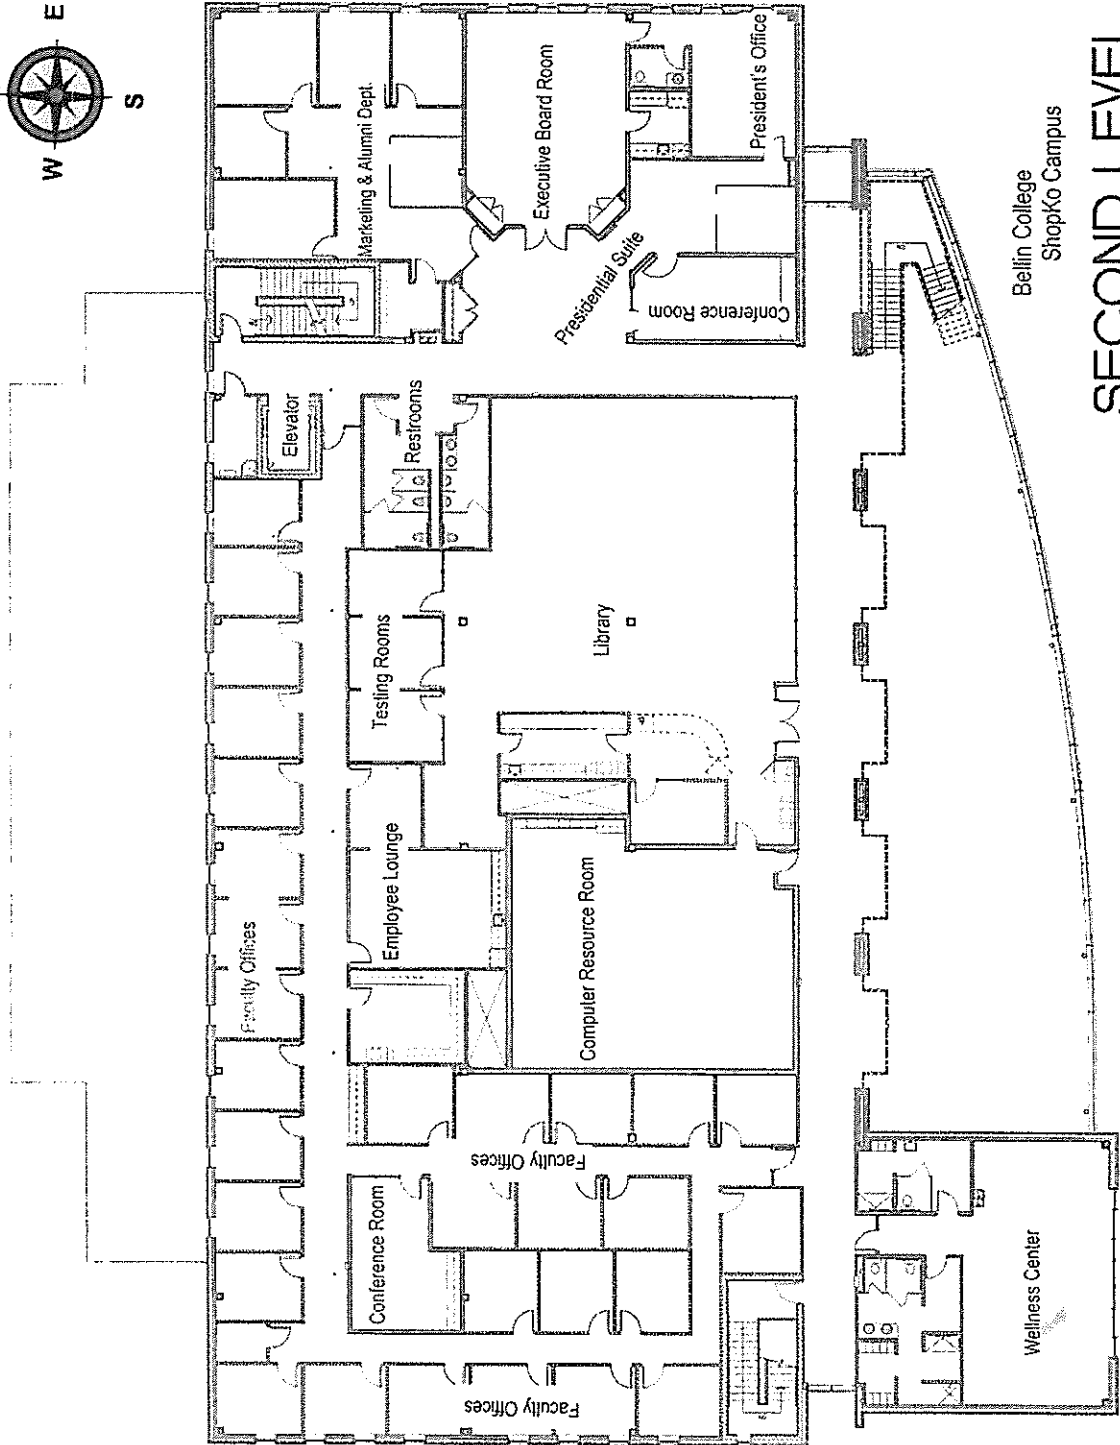 E
W
S
Marketing & Alumni Dept.
Executive Board Room
President's Office
Presidential Suite
Conference Room
Elevator
Restrooms
Testing Rooms
Library
Employee Lounge
Computer Resource Room
Faculty Offices
Faculty Offices
Conference Room
Faculty Offices
Wellness Center
Bellin College
ShopKo Campus
SECOND LEVEL